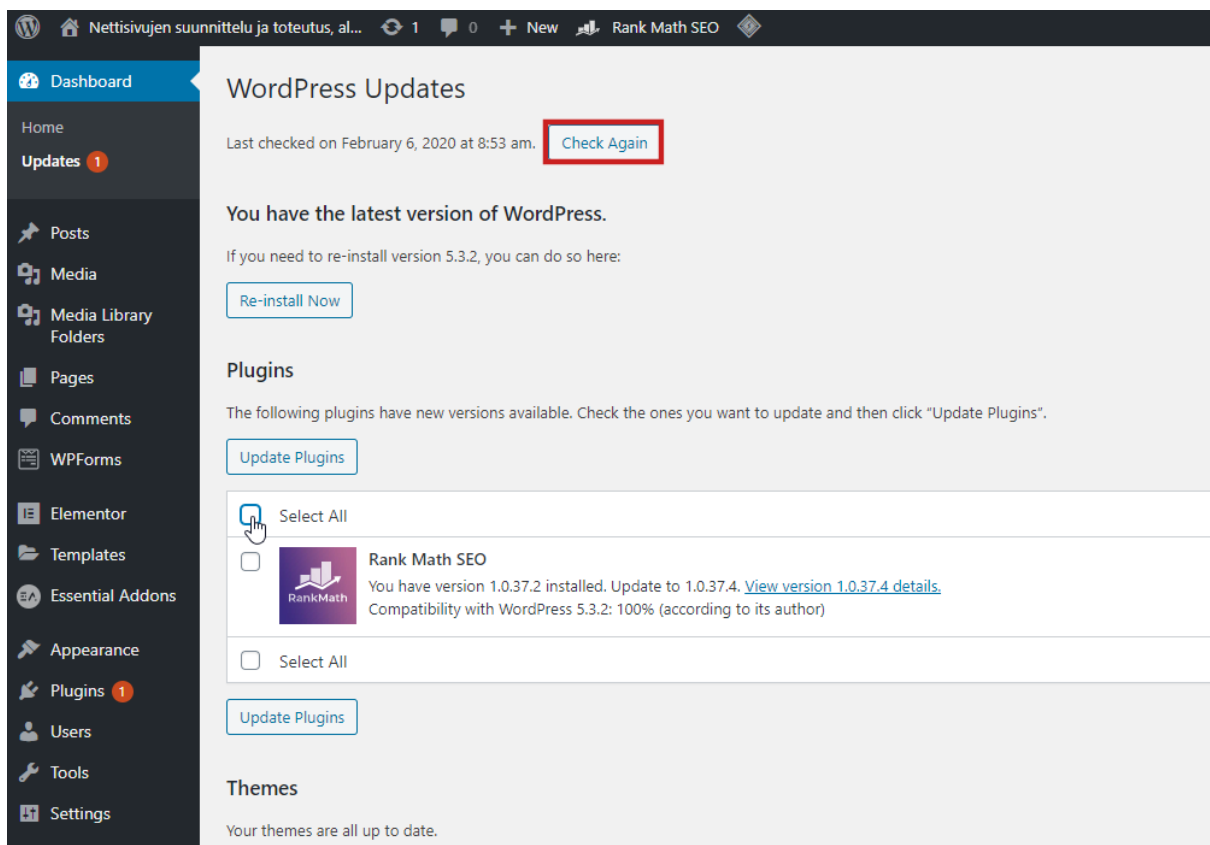 Nettisivujen suunnittelu ja toteutus, al... 1 0 New Rank Math SEO
Dashboard
Home
Updates 1
Posts
Media
Media Library
Folders
Pages
Comments
WPForms
Elementor
Templates
Essential Addons
Appearance
Plugins 1
Users
Tools
Settings
WordPress Updates
Last checked on February 6, 2020 at 8:53 am. Check Again
You have the latest version of WordPress.
If you need to re-install version 5.3.2, you can do so here:
Re-install Now
Plugins
The following plugins have new versions available. Check the ones you want to update and then click “Update Plugins”.
Update Plugins
Select All
RankMath
Rank Math SEO
You have version 1.0.37.2 installed. Update to 1.0.37.4. View version 1.0.37.4 details.
Compatibility with WordPress 5.3.2: 100% (according to its author)
Select All
Update Plugins
Themes
Your themes are all up to date.